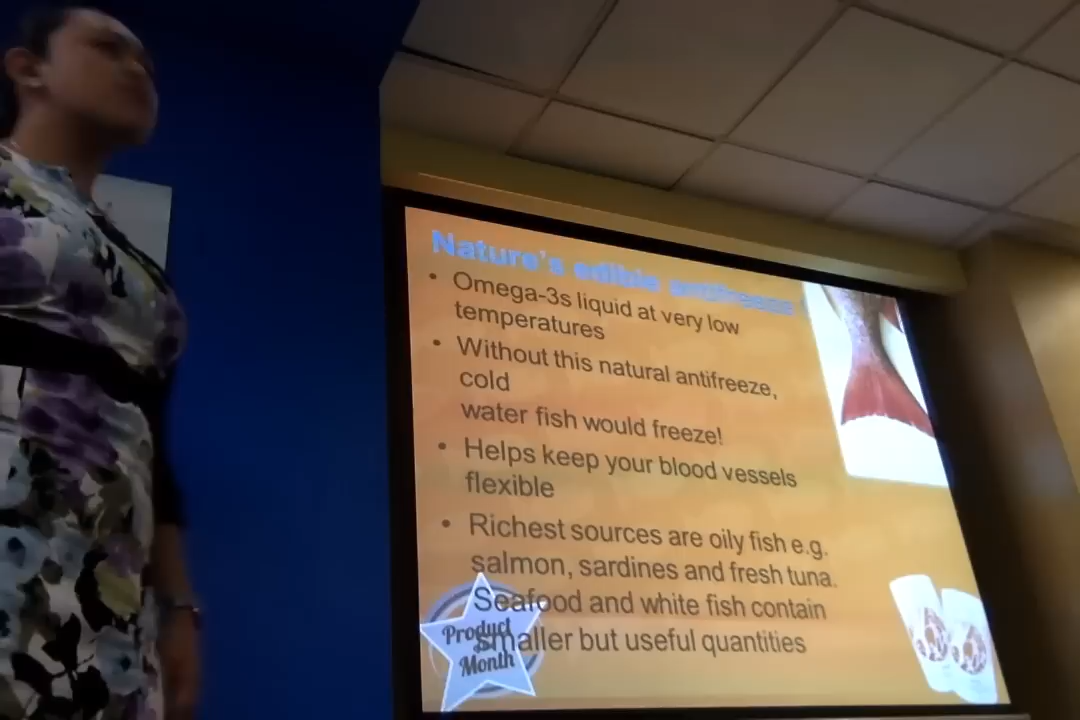 Nature's edible antifreeze
• Omega-3s liquid at very low
temperatures
• Without this natural antifreeze,
cold
water fish would freeze!
• Helps keep your blood vessels
flexible
• Richest sources are oily fish e.g.
salmon, sardines and fresh tuna.
Seafood and white fish contain
smaller but useful quantities
Product
Month